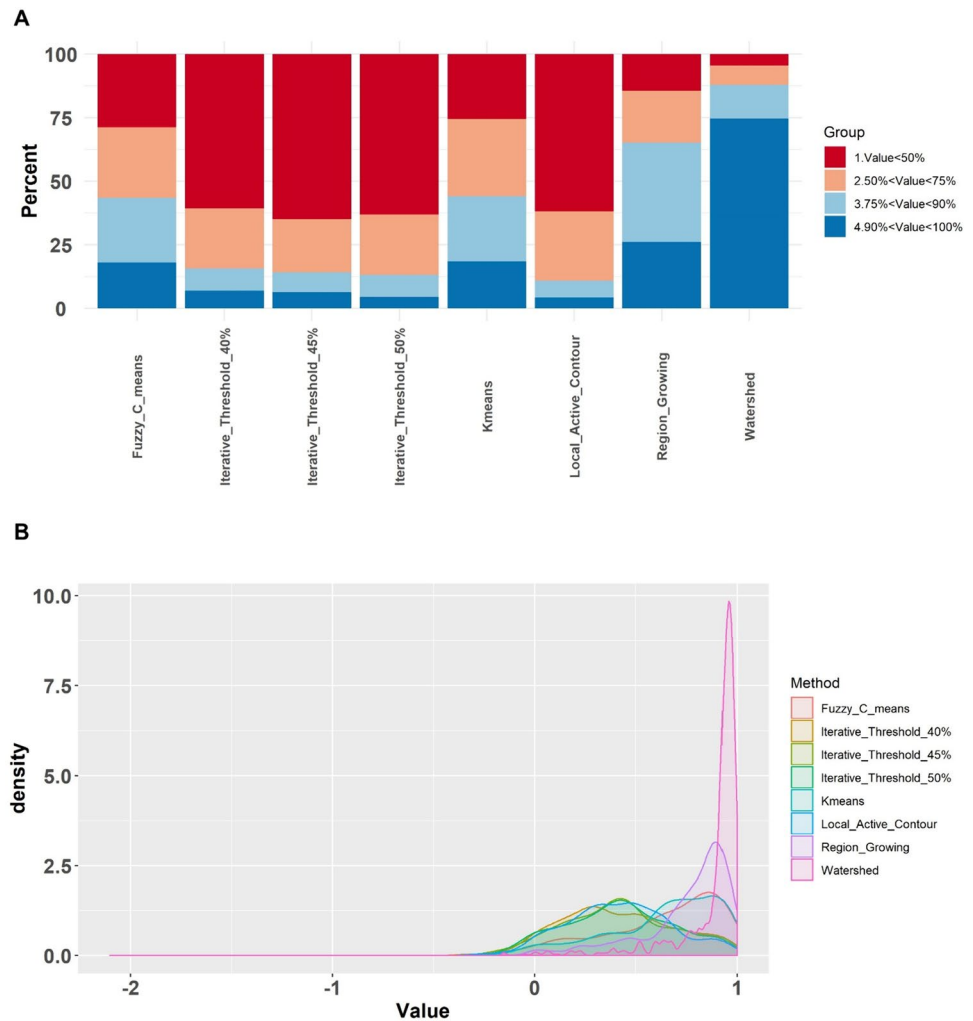 A
100
75
50
25
0
Percent
Fuzzy_C_means
Iterative_Threshold_40%
Iterative_Threshold_45%
Iterative_Threshold_50%
Kmeans
Local_Active_Contour
Region_Growing
Watershed
Group
1.Value<50%
2.50%<Value<75%
3.75%<Value<90%
4.90%<Value<100%
B
10.0
7.5
5.0
2.5
0.0
density
-2
-1
0
1
Value
Method
Fuzzy_C_means
Iterative_Threshold_40%
Iterative_Threshold_45%
Iterative_Threshold_50%
Kmeans
Local_Active_Contour
Region_Growing
Watershed